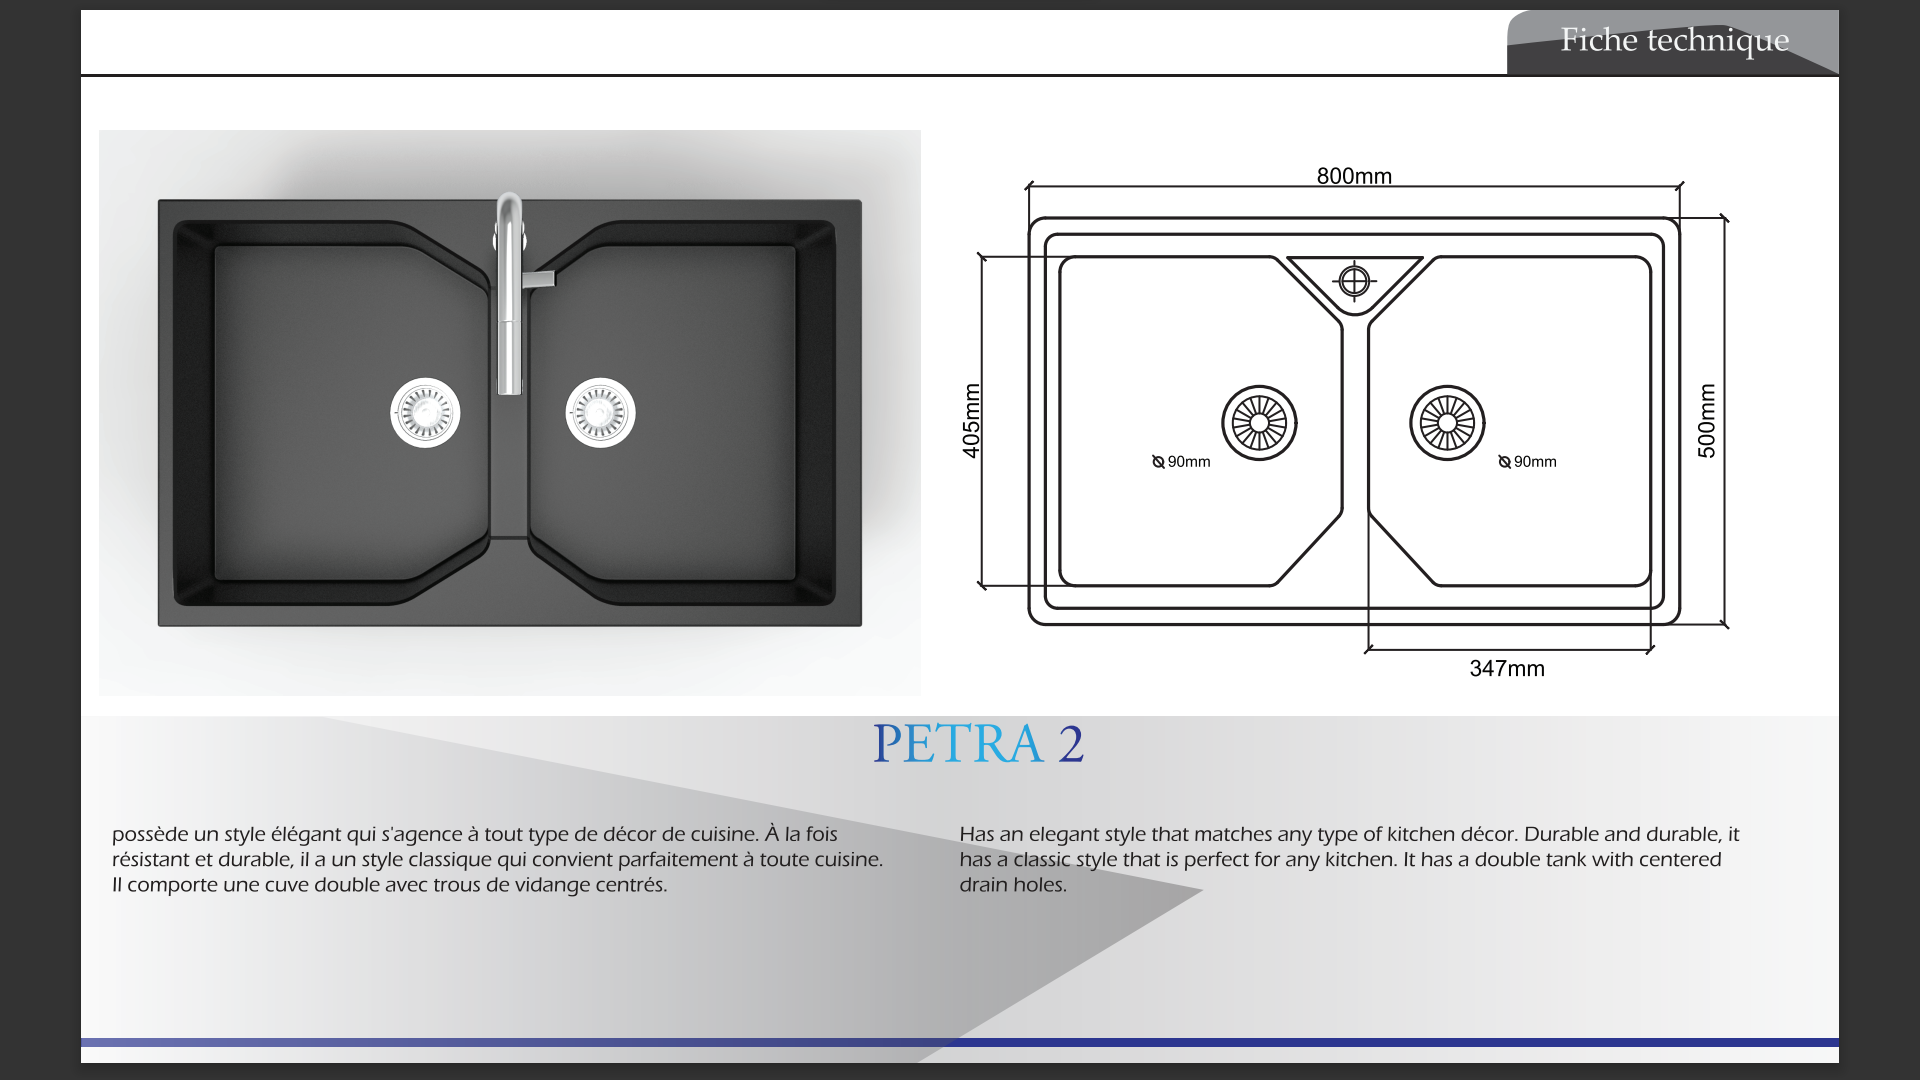 Fiche technique
800mm
405mm
500mm
90mm
90mm
347mm
PETRA 2
possède un style élégant qui s'agence à tout type de décor de cuisine. À la fois
résistant et durable, il a un style classique qui convient parfaitement à toute cuisine.
Il comporte une cuve double avec trous de vidange centrés.
Has an elegant style that matches any type of kitchen décor. Durable and durable, it
has a classic style that is perfect for any kitchen. It has a double tank with centered
drain holes.